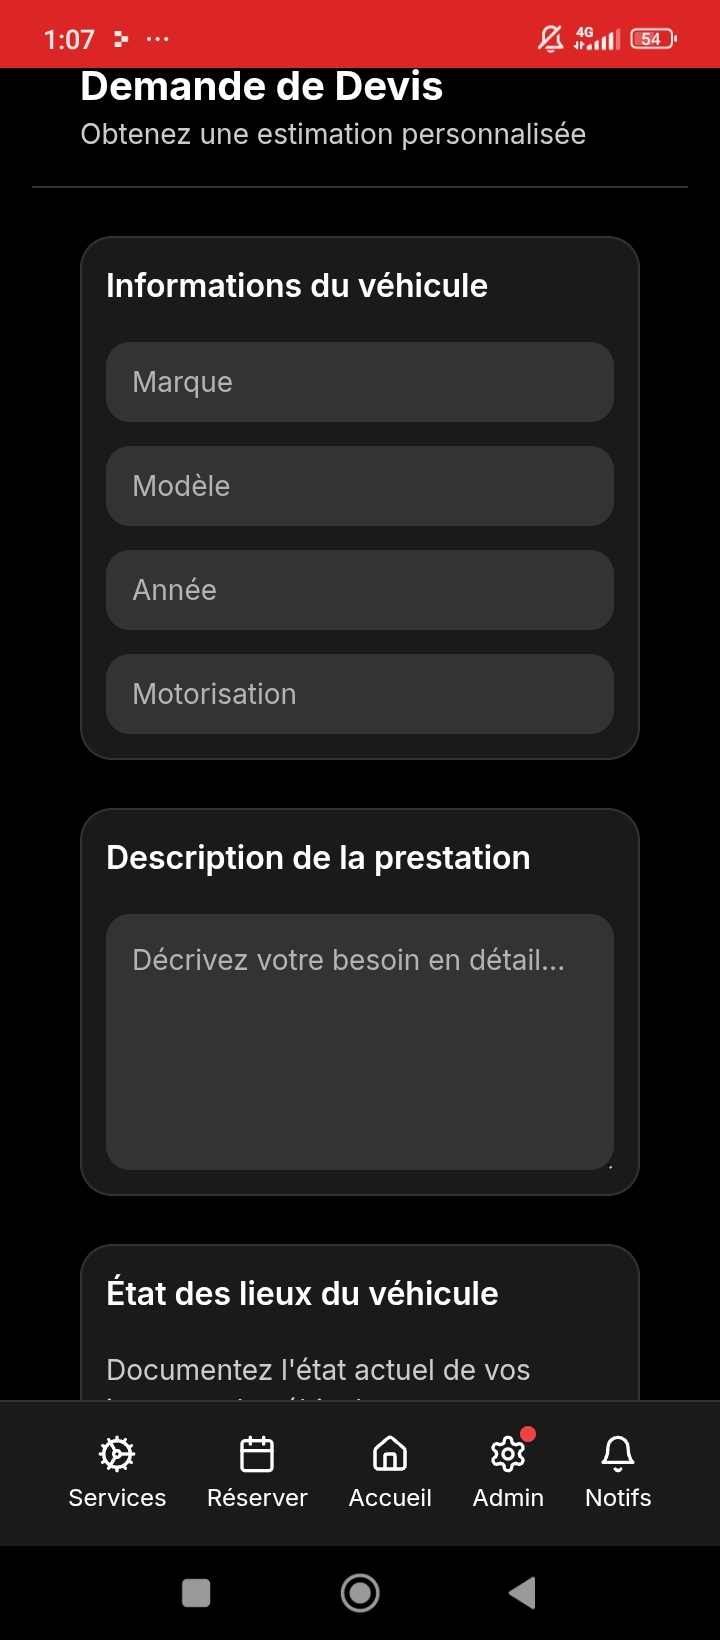 1:07
4G
54
Demande de Devis
Obtenez une estimation personnalisée
Informations du véhicule
Marque
Modèle
Année
Motorisation
Description de la prestation
Décrivez votre besoin en détail...
État des lieux du véhicule
Documentez l'état actuel de vos
Services
Réserver
Accueil
Admin
Notifs